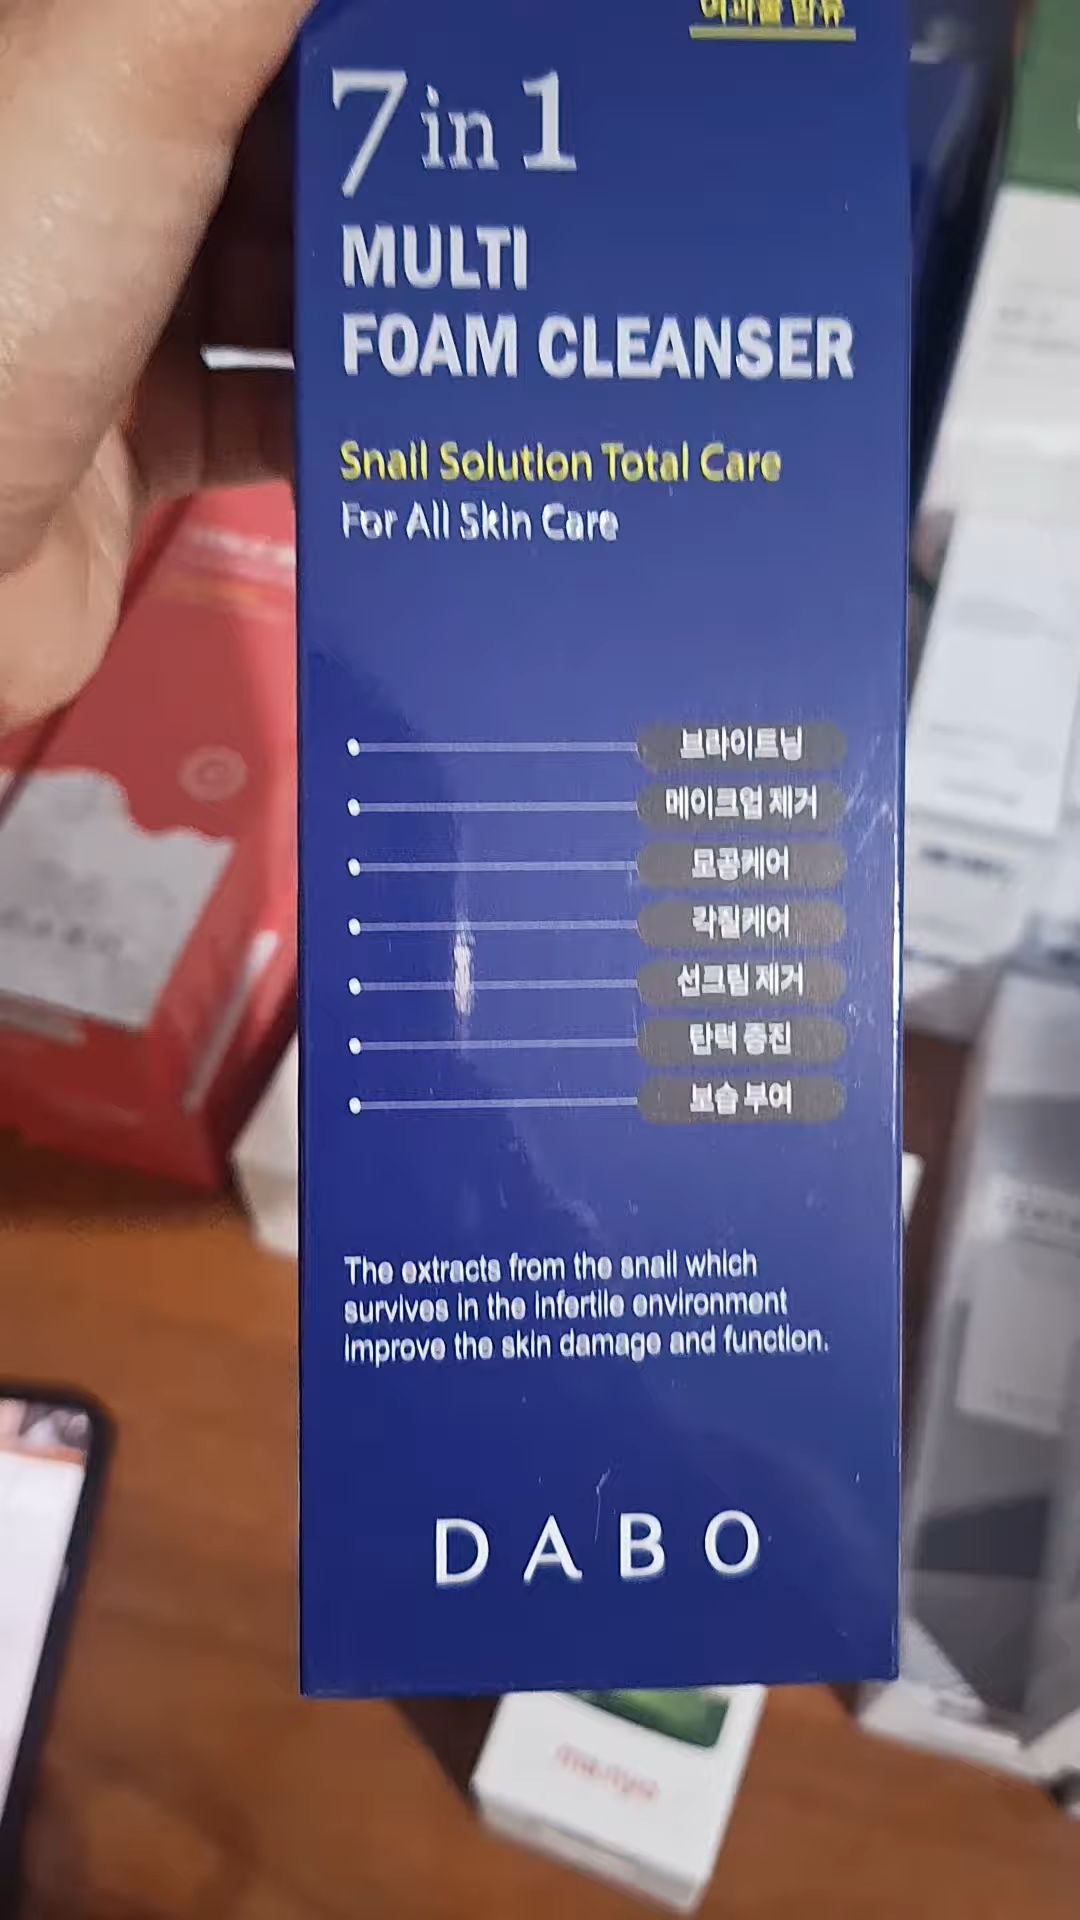 7 in 1
MULTI
FOAM CLEANSER
Snail Solution Total Care
For All Skin Care
브라이트닝
메이크업 제거
모공케어
각질케어
선크림 제거
탄력 증진
보습 부여
The extracts from the snail which
survives in the infertile environment
improve the skin damage and function.
DABO